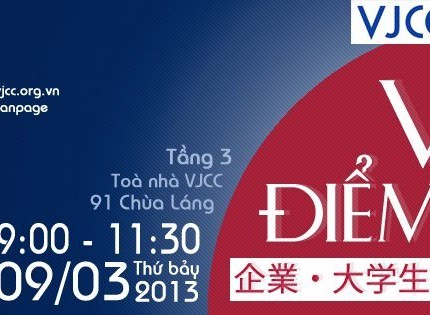 VJCC
vjcc.org.vn
anpage
Tầng 3
Toà nhà VJCC
91 Chùa Láng
9:00 - 11:30
09/03 Thứ bảy 2013
V
ĐIỂM
企業・大学生